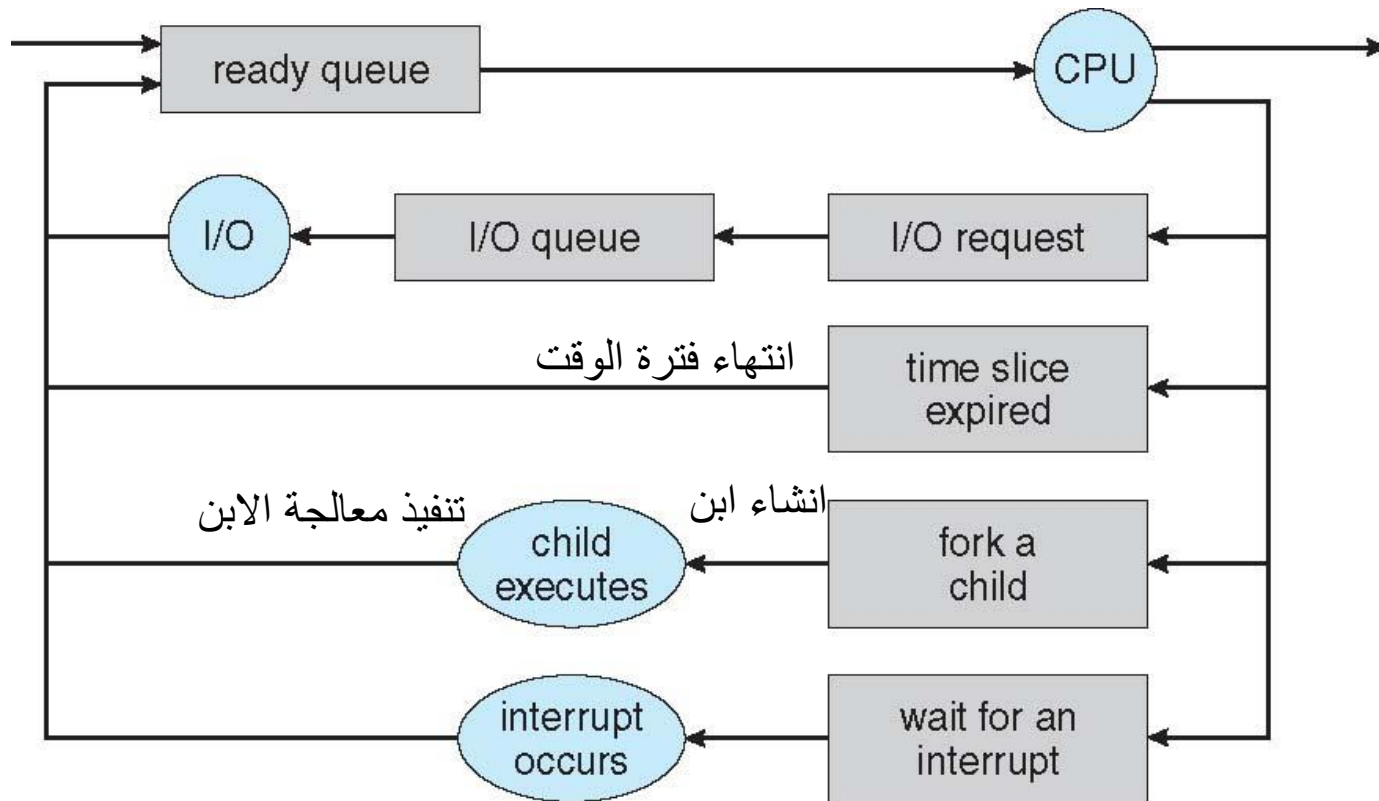 ready queue
CPU
I/O
I/O queue
I/O request
انتهاء فترة الوقت
time slice
expired
تنفيذ معالجة الابن
انشاء ابن
child
executes
fork a
child
interrupt
occurs
wait for an
interrupt